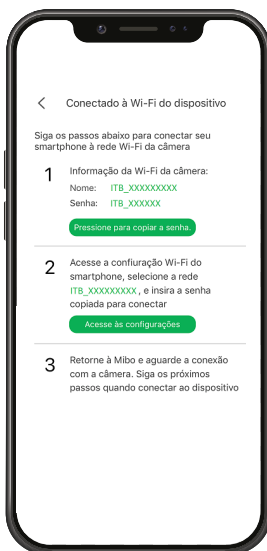 Conectado à Wi-Fi do dispositivo
Siga os passos abaixo para conectar seu
smartphone à rede Wi-Fi da câmera
1 Informação da Wi-Fi da câmera:
Nome: ITB_XXXXXXXXX
Senha: ITB_XXXXXX
Pressione para copiar a senha.
2 Acesse a confiuração Wi-Fi do
smartphone, selecione a rede
ITB_XXXXXXXXX , e insira a senha
copiada para conectar
Acesse às configurações
3 Retorne à Mibo e aguarde a conexão
com a câmera. Siga os próximos
passos quando conectar ao dispositivo